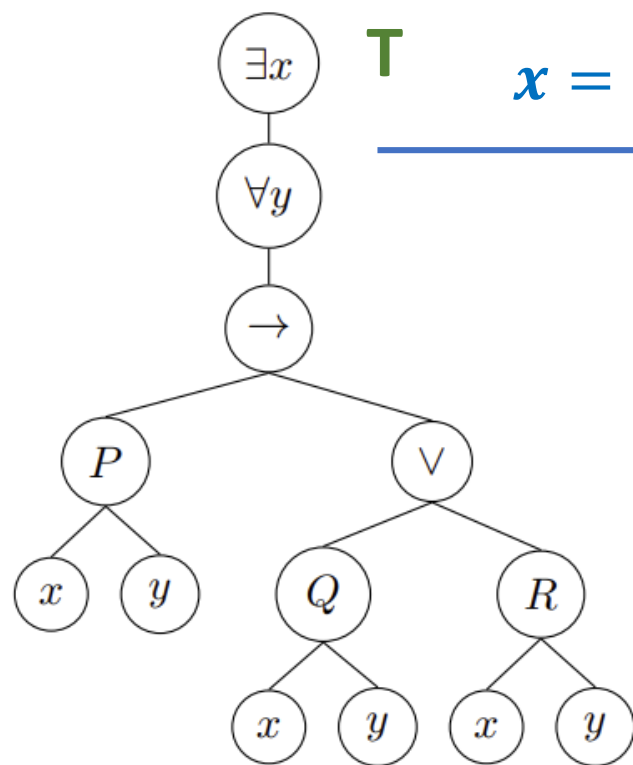 ∃x T x =
∀y
→
P ∨
x y Q R
x y x y